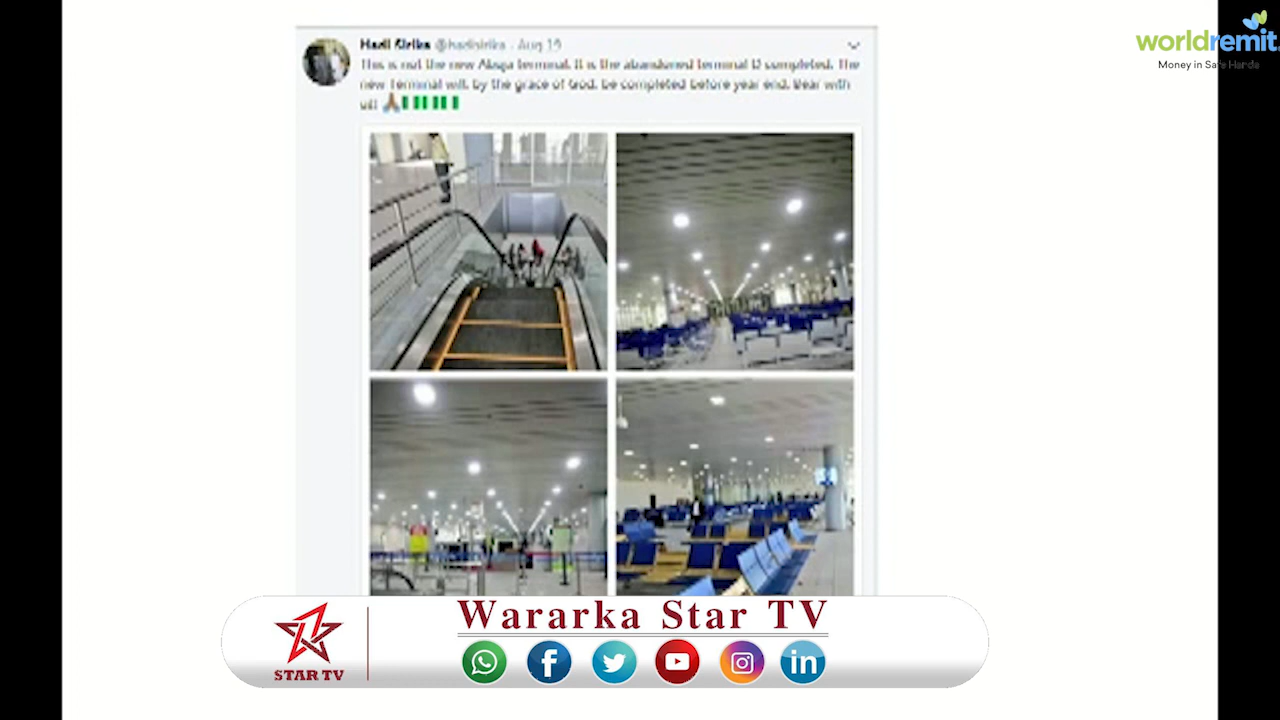 Hadi Sirika @hadisirika · Aug 19
This is not the new Abuja terminal. It is the abandoned terminal D completed. The
new Terminal will, by the grace of God, be completed before year end. Bear with
us!
worldremit
Money in Safe Hands
Wararka Star TV
STAR TV